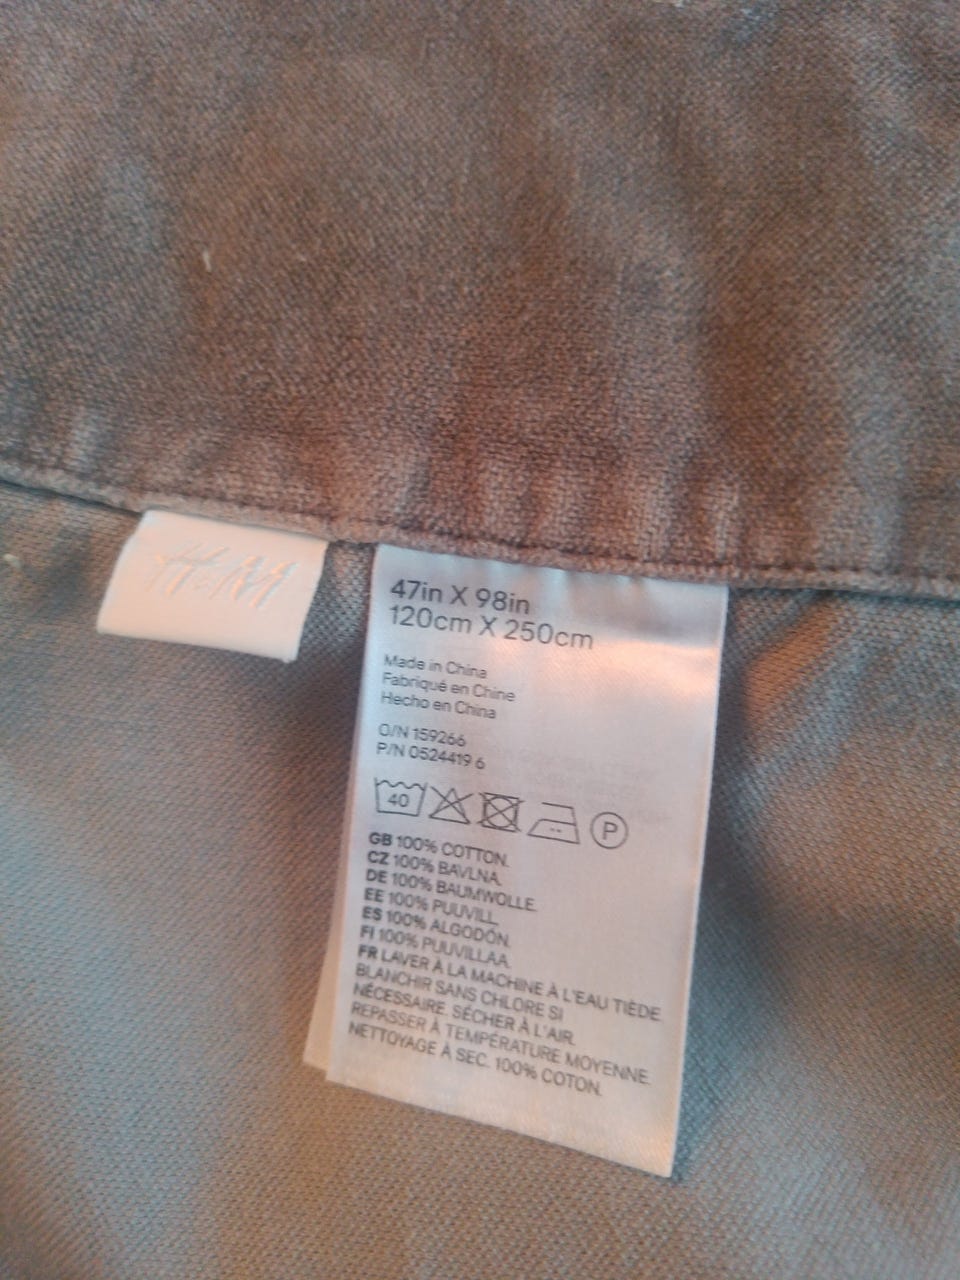 H&M
47in X 98in
120cm X 250cm
Made in China
Fabriqué en Chine
Hecho en China
O/N 159266
P/N 0524419 6
40 P
GB 100% COTTON.
CZ 100% BAVLNA.
DE 100% BAUMWOLLE.
EE 100% PUUVILL.
ES 100% ALGODÓN.
FI 100% PUUVILLAA.
FR LAVER À LA MACHINE À L'EAU TIÈDE.
BLANCHIR SANS CHLORE SI
NÉCESSAIRE. SÉCHER À L'AIR.
REPASSER À TEMPÉRATURE MOYENNE.
NETTOYAGE À SEC. 100% COTON.